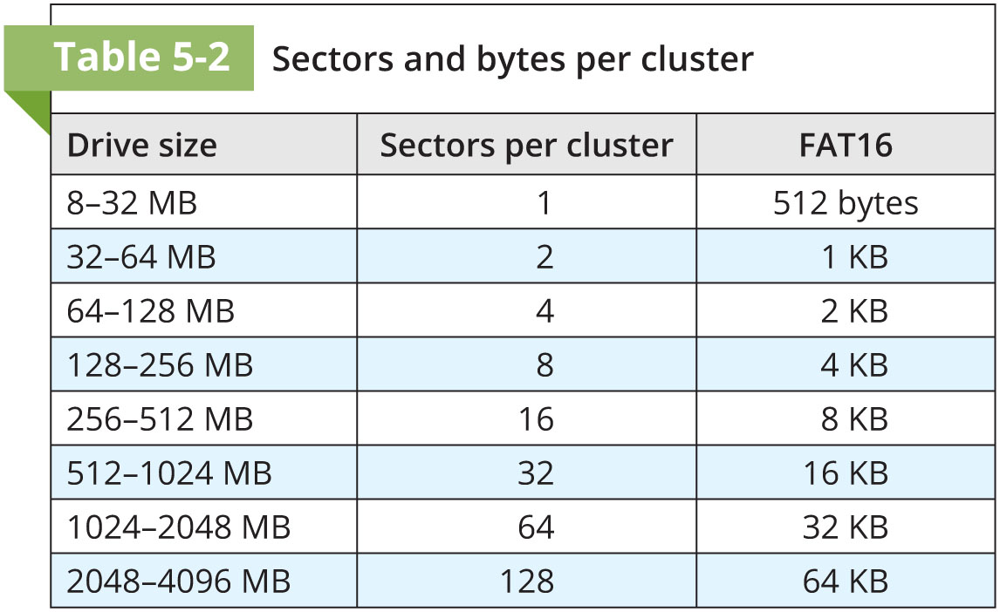 Table 5-2 Sectors and bytes per cluster
Drive size Sectors per cluster FAT16
8–32 MB 1 512 bytes
32–64 MB 2 1 KB
64–128 MB 4 2 KB
128–256 MB 8 4 KB
256–512 MB 16 8 KB
512–1024 MB 32 16 KB
1024–2048 MB 64 32 KB
2048–4096 MB 128 64 KB